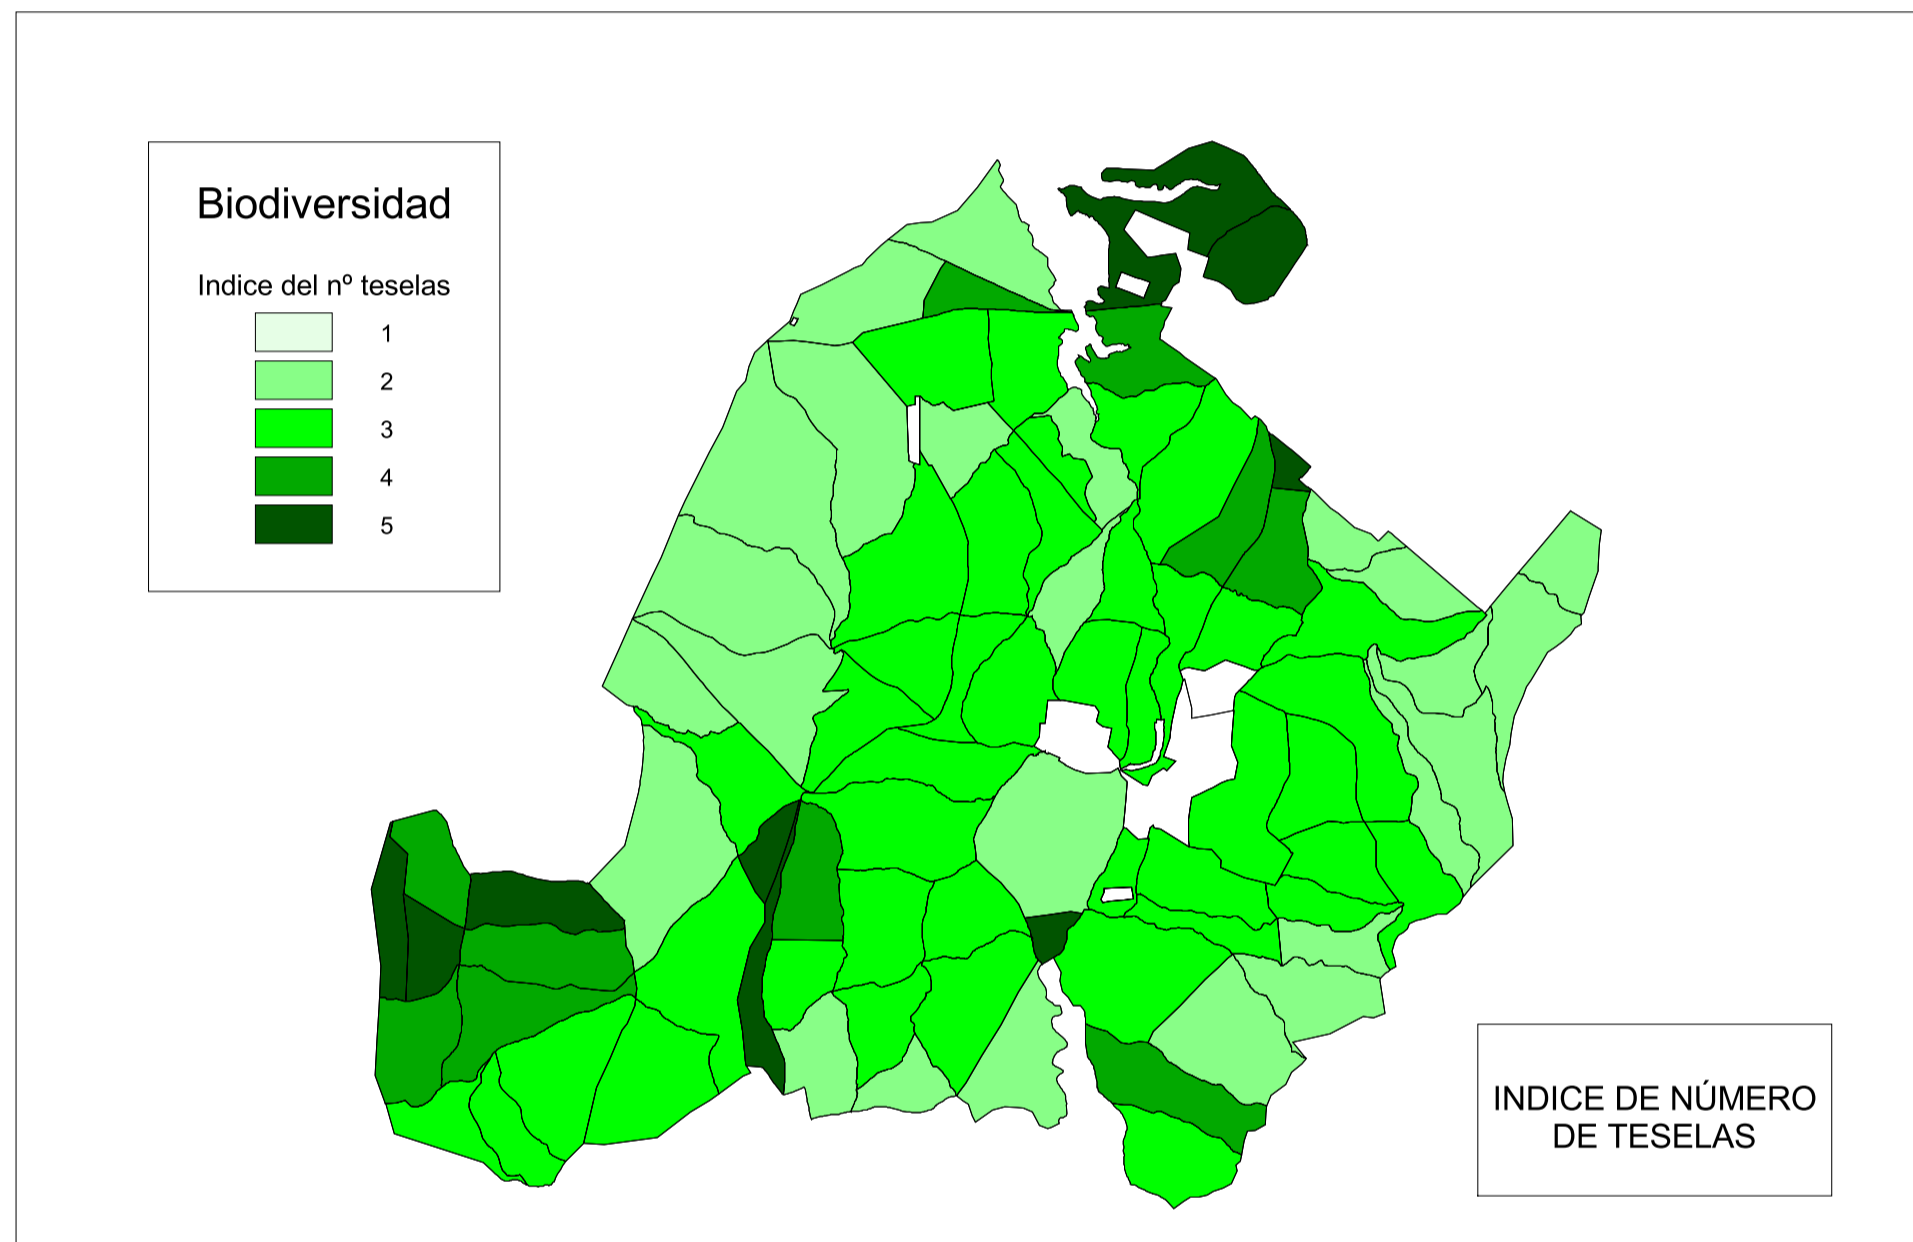 Biodiversidad
Indice del nº teselas
1
2
3
4
5
INDICE DE NÚMERO
DE TESELAS